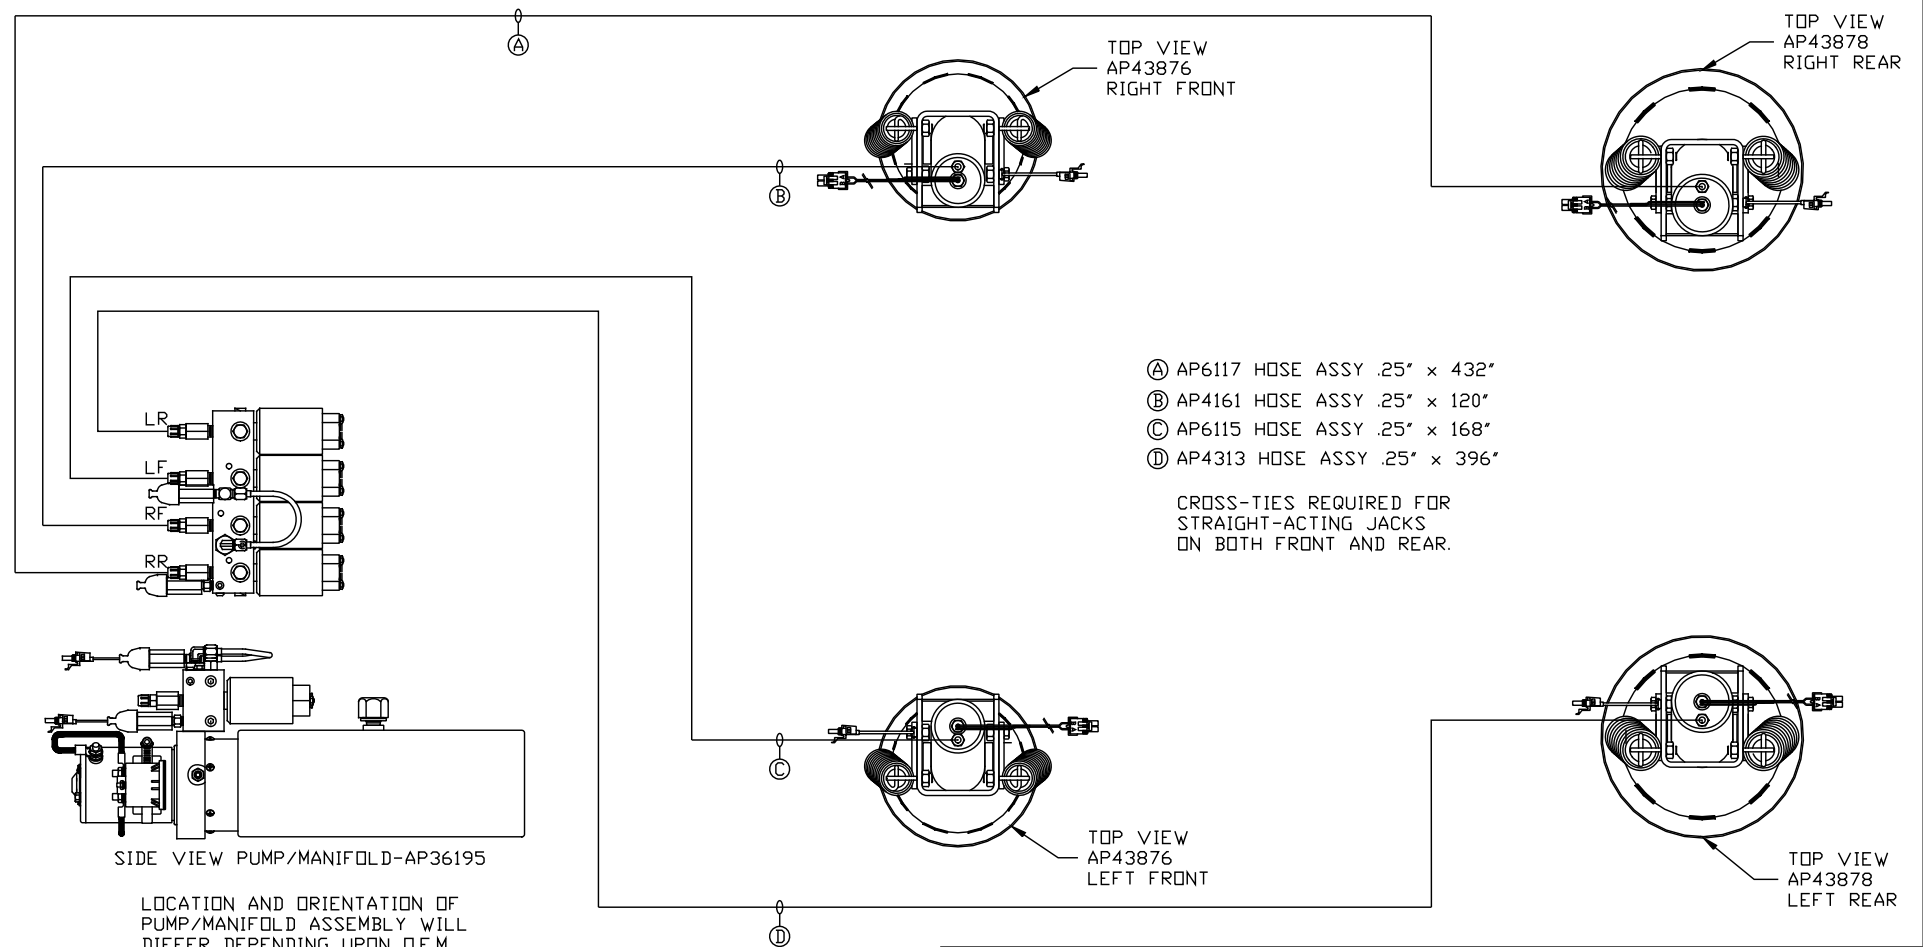 A
TOP VIEW
AP43876
RIGHT FRONT
TOP VIEW
AP43878
RIGHT REAR
B
A AP6117 HOSE ASSY .25" x 432"
B AP4161 HOSE ASSY .25" x 120"
C AP6115 HOSE ASSY .25" x 168"
D AP4313 HOSE ASSY .25" x 396"
CROSS-TIES REQUIRED FOR
STRAIGHT-ACTING JACKS
ON BOTH FRONT AND REAR.
LR
LF
RF
RR
C
SIDE VIEW PUMP/MANIFOLD-AP36195
TOP VIEW
AP43876
LEFT FRONT
TOP VIEW
AP43878
LEFT REAR
LOCATION AND ORIENTATION OF
PUMP/MANIFOLD ASSEMBLY WILL
DIFFER DEPENDING UPON O.E.M.
D